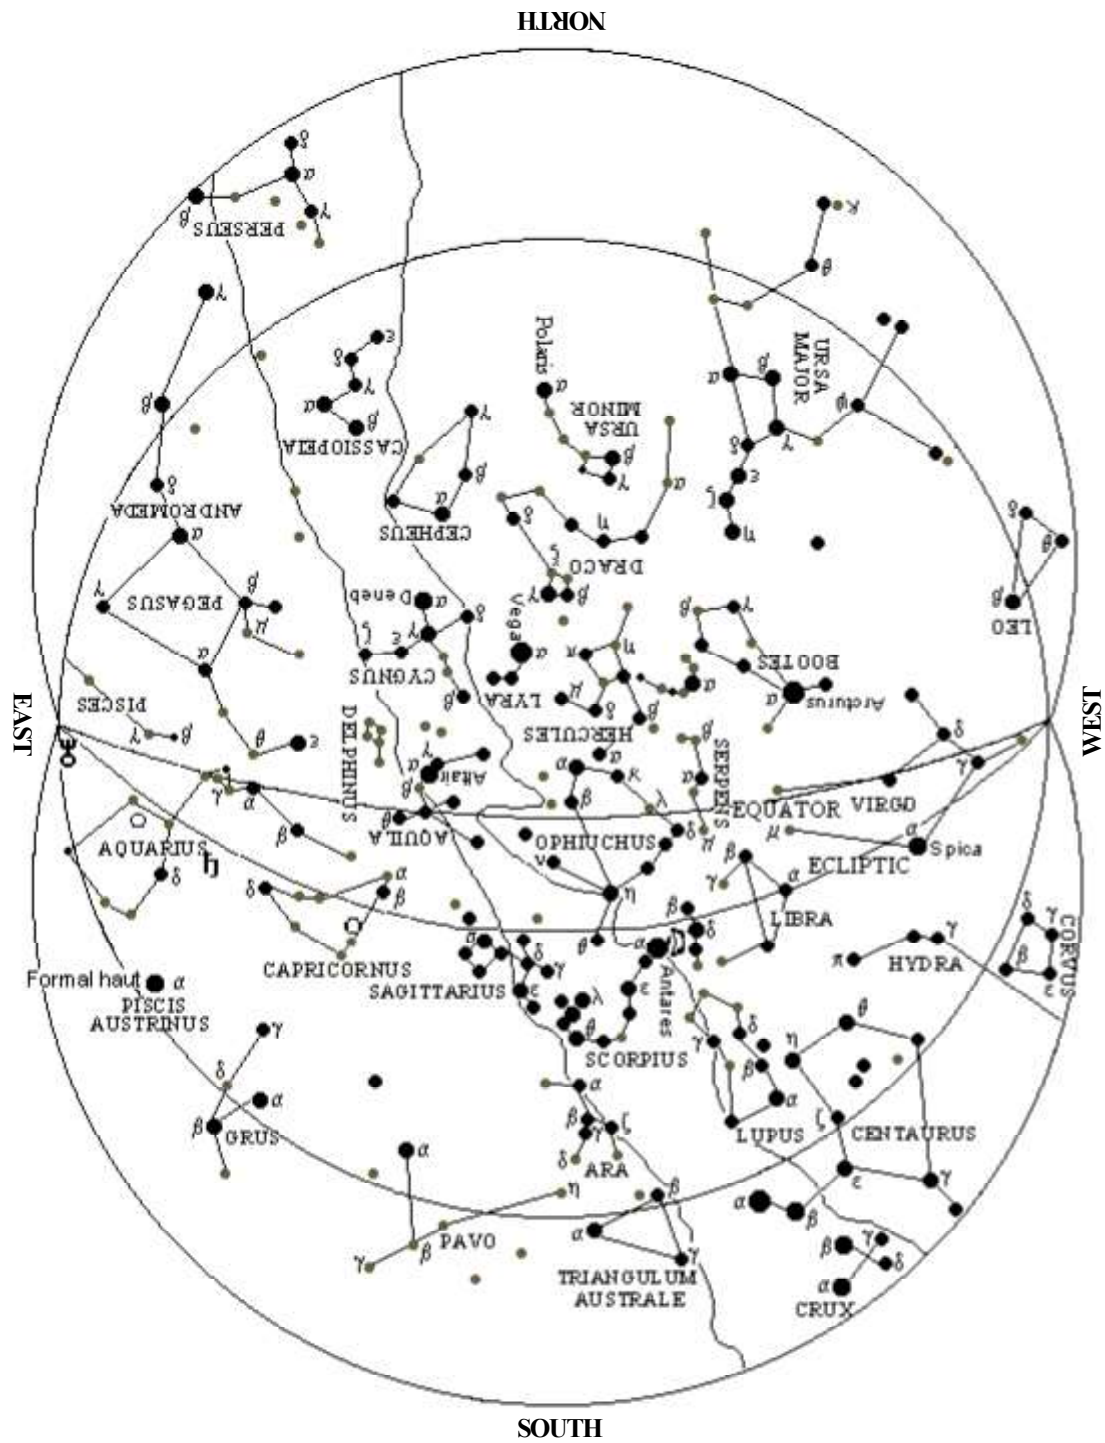 NORTH
δ
α
β
γ
PERSEUS
κ
θ
γ
β
δ
ANDROMEDA
α
ε
δ
γ
α
β
CASSIOPEIA
Polaris
α
URSA
MINOR
β
γ
URSA
MAJOR
α
β
γ
δ
ε
ζ
η
φ
γ
β
α
CEPHEUS
δ
η
α
ζ
DRACO
γ
β
δ
θ
β
LEO
γ
β
μ
α
PEGASUS
θ
ε
Deneb
α
γ
δ
ε
ζ
CYGNUS
Vega
α
LYRA
π
η
μ
β
α
HERCULES
α
β
γ
BOOTES
α
Arcturus
EAST
WEST
PISCES
γ
β
DELPHINUS
γ
α
Altair
β
θ
AQUILA
α
κ
β
λ
OPHIUCHUS
δ
ν
η
θ
β
α
SERPENS
μ
EQUATOR
VIRGO
δ
γ
μ
α
Spica
ECLIPTIC
γ
α
β
AQUARIUS
δ
δ
α
β
CAPRICORNUS
β
γ
α
LIBRA
σ
δ
γ
SAGITTARIUS
ε
β
δ
α
Antares
ε
λ
θ
SCORPIUS
π
γ
HYDRA
δ
γ
β
ε
CORVUS
Formal haut
α
PISCIS
AUSTRINUS
γ
δ
α
β
GRUS
γ
δ
β
α
LUPUS
θ
η
ζ
CENTAURUS
ε
γ
α
β
α
β
γ
ζ
δ
ARA
α
η
β
γ
PAVO
β
α
γ
TRIANGULUM
AUSTRALE
β
γ
δ
α
CRUX
SOUTH